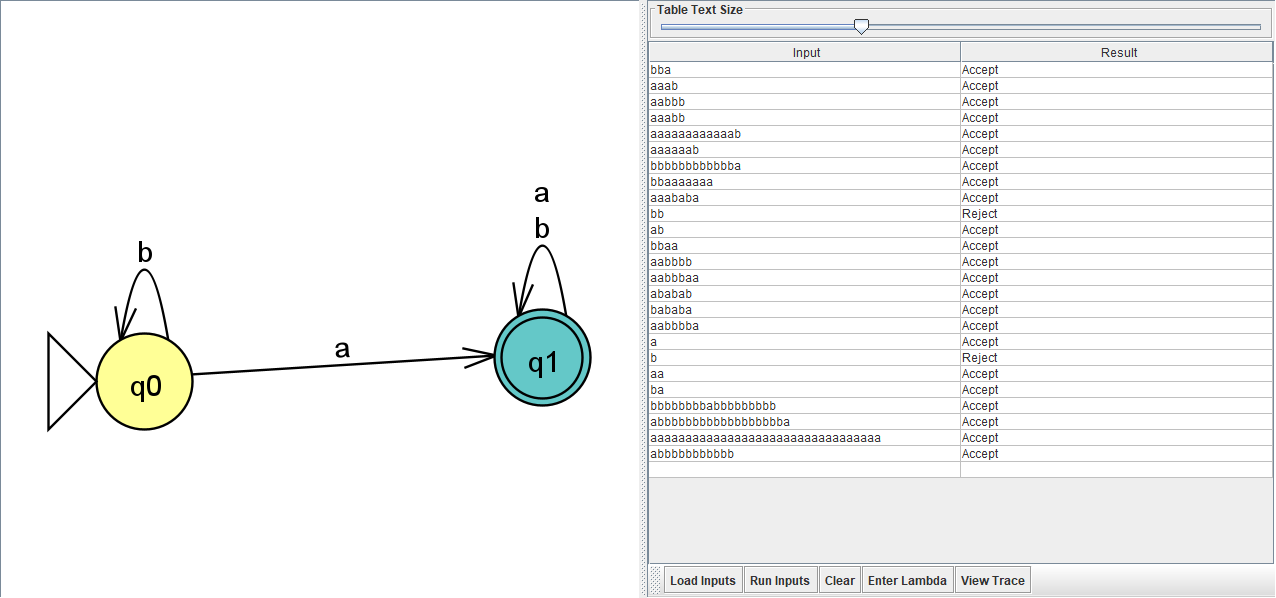 Table Text Size
Input Result
bba Accept
aaab Accept
aabbb Accept
aaabb Accept
aaaaaaaaaaaab Accept
aaaaaab Accept
bbbbbbbbbbbba Accept
bbaaaaaaa Accept
aaababa Accept
bb Reject
ab Accept
bbaa Accept
aabbbb Accept
aabbbaa Accept
ababab Accept
bababa Accept
aabbbba Accept
a Accept
b Reject
aa Accept
ba Accept
bbbbbbbbabbbbbbbbb Accept
abbbbbbbbbbbbbbbbbba Accept
aaaaaaaaaaaaaaaaaaaaaaaaaaaaaaaaa Accept
abbbbbbbbbbb Accept
Load Inputs Run Inputs Clear Enter Lambda View Trace
a
b
b
a
q0
q1